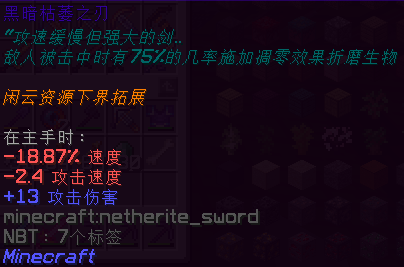 黑暗枯萎之刃
"攻速缓慢但强大的剑..
敌人被击中时有75%的几率施加凋零效果折磨生物
闲云资源下界拓展
在主手时：
-18.87% 速度
-2.4 攻击速度
+13 攻击伤害
minecraft:netherite_sword
NBT：7个标签
Minecraft